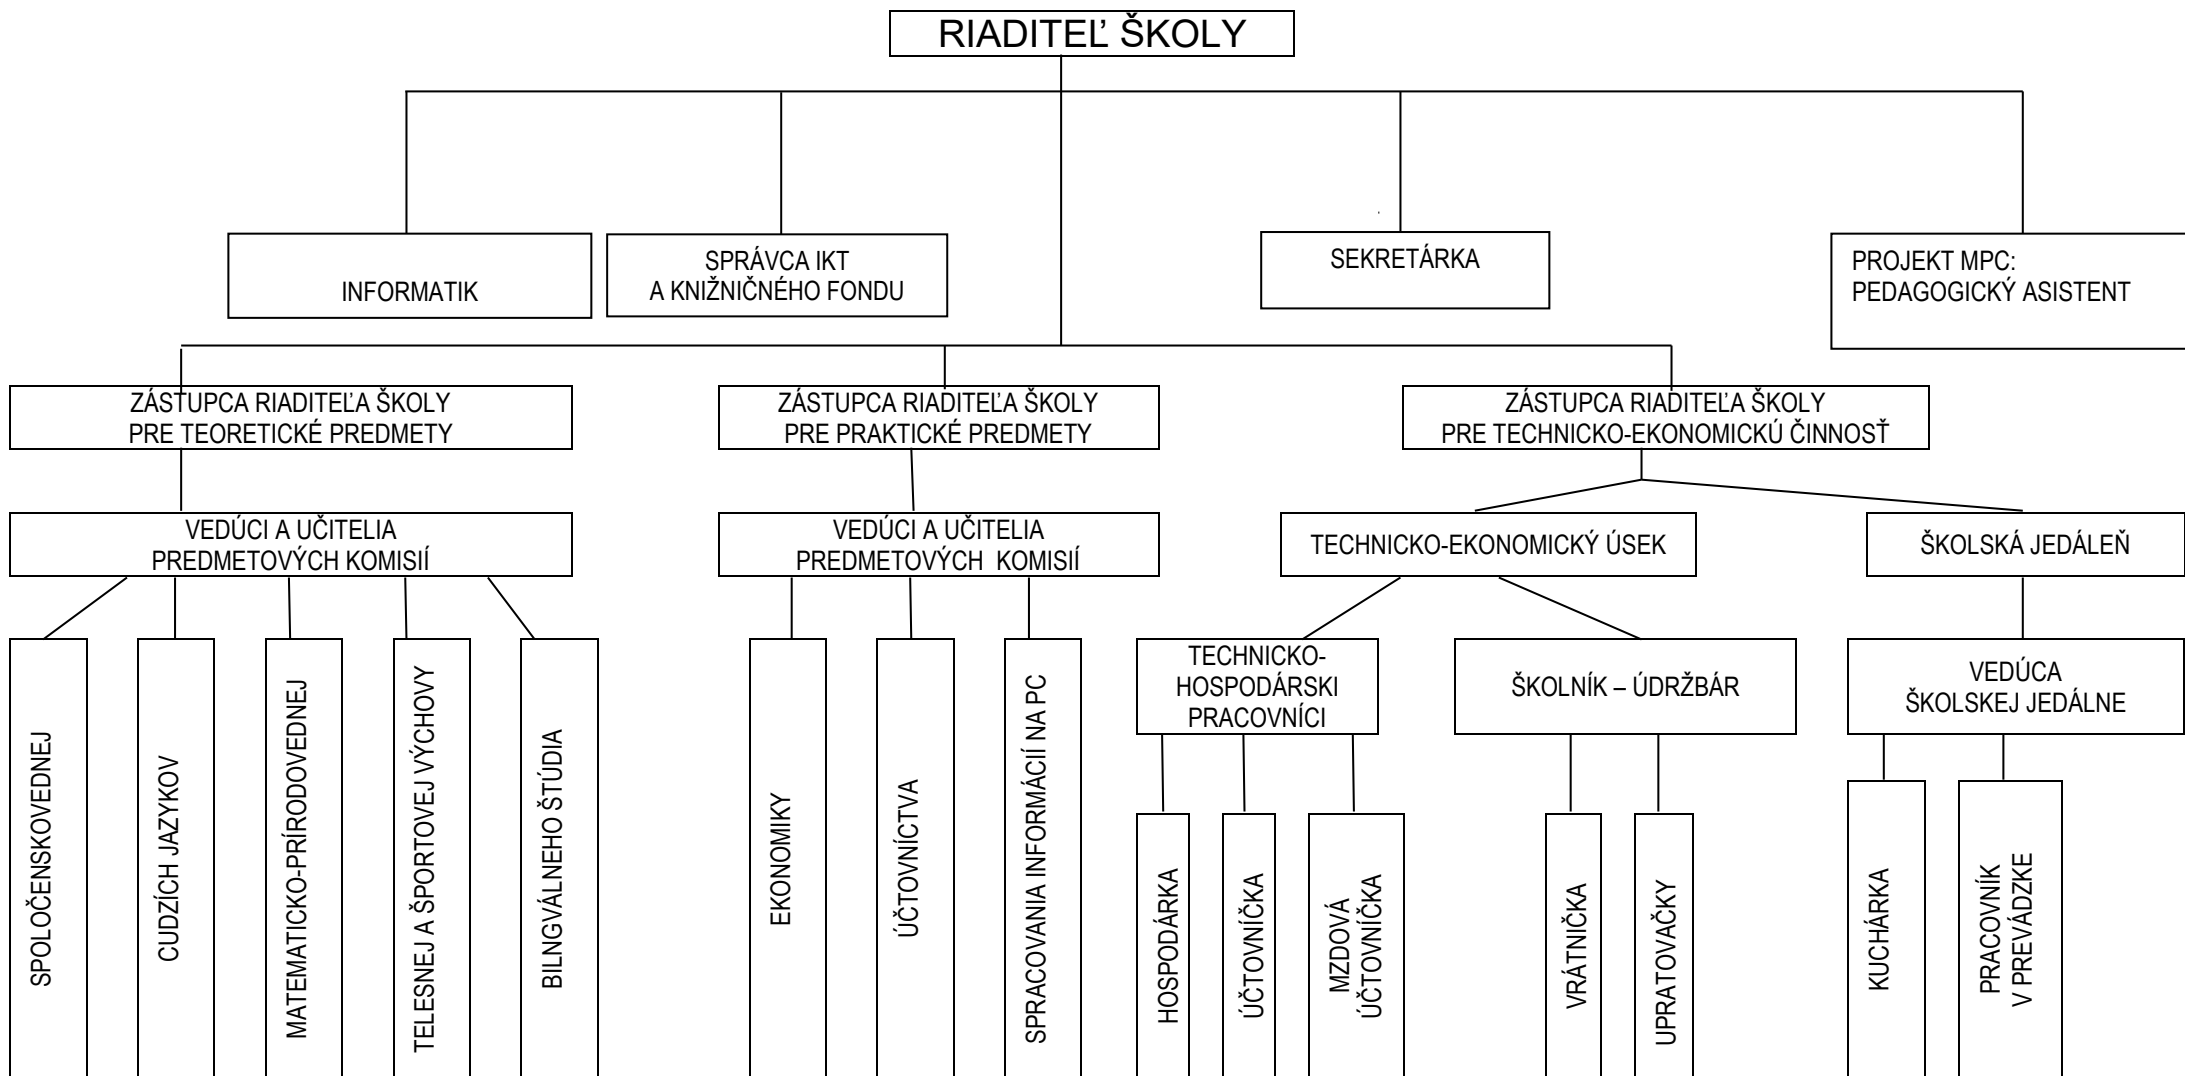 RIADITEĽ ŠKOLY
INFORMATIK
SPRÁVCA IKT
A KNIŽNIČNÉHO FONDU
SEKRETÁRKA
PROJEKT MPC:
PEDAGOGICKÝ ASISTENT
ZÁSTUPCA RIADITEĽA ŠKOLY
PRE TEORETICKÉ PREDMETY
ZÁSTUPCA RIADITEĽA ŠKOLY
PRE PRAKTICKÉ PREDMETY
ZÁSTUPCA RIADITEĽA ŠKOLY
PRE TECHNICKO-EKONOMICKÚ ČINNOSŤ
VEDÚCI A UČITELIA
PREDMETOVÝCH KOMISIÍ
VEDÚCI A UČITELIA
PREDMETOVÝCH KOMISIÍ
TECHNICKO-EKONOMICKÝ ÚSEK
ŠKOLSKÁ JEDÁLEŇ
SPOLOČENSKOVEDNEJ
CUDZÍCH JAZYKOV
MATEMATICKO-PRÍRODOVEDNEJ
TELESNEJ A ŠPORTOVEJ VÝCHOVY
BILNGVÁLNEHO ŠTÚDIA
EKONOMIKY
ÚČTOVNÍCTVA
SPRACOVANIA INFORMÁCIÍ NA PC
TECHNICKO-
HOSPODÁRSKI
PRACOVNÍCI
ŠKOLNÍK – ÚDRŽBÁR
VEDÚCA
ŠKOLSKEJ JEDÁLNE
HOSPODÁRKA
ÚČTOVNÍČKA
MZDOVÁ
ÚČTOVNÍČKA
VRÁTNIČKA
UPRATOVAČKY
KUCHÁRKA
PRACOVNÍK
V PREVÁDZKE